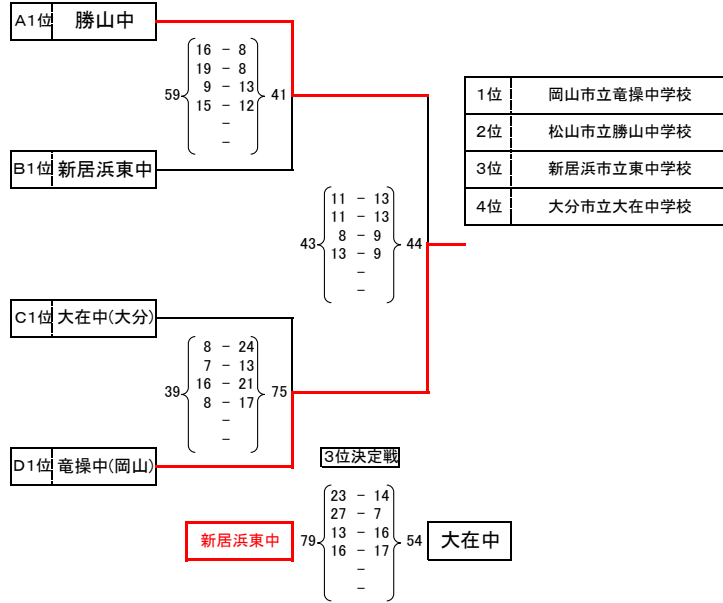 A1位 勝山中
59 16 - 8 41
19 - 8
9 - 13
15 - 12
-
-
B1位 新居浜東中
1位 岡山市立竜操中学校
2位 松山市立勝山中学校
3位 新居浜市立東中学校
4位 大分市立大在中学校
43 11 - 13 44
11 - 13
8 - 9
13 - 9
-
-
C1位 大在中(大分)
39 8 - 24 75
7 - 13
16 - 21
8 - 17
-
-
D1位 竜操中(岡山)
3位決定戦
新居浜東中 79 23 - 14 54 大在中
27 - 7
13 - 16
16 - 17
-
-